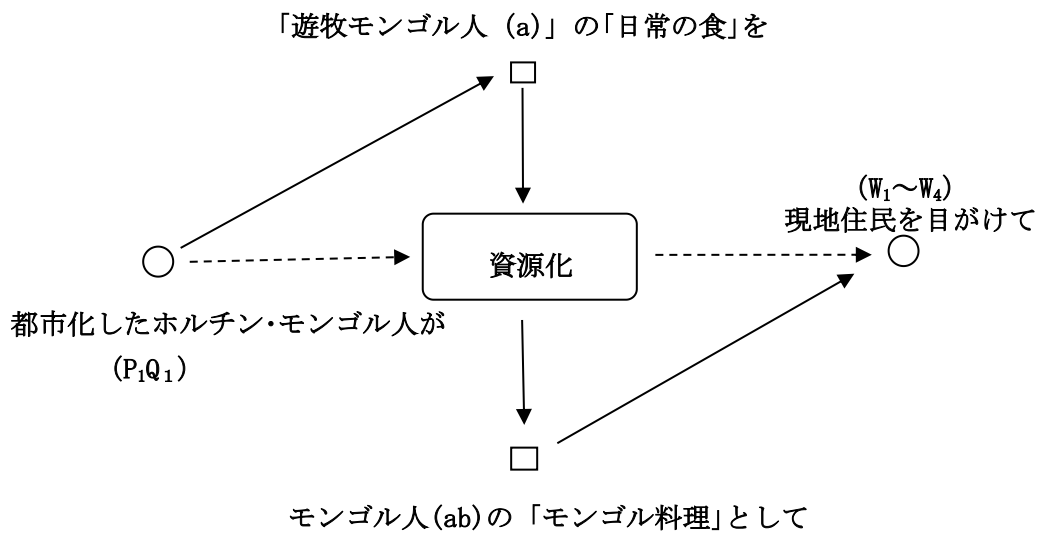 「遊牧モンゴル人 (a)」の「日常の食」を
(W₁～W₄)
現地住民を目がけて
資源化
都市化したホルチン・モンゴル人が
(P₁Q₁)
モンゴル人(ab)の「モンゴル料理」として